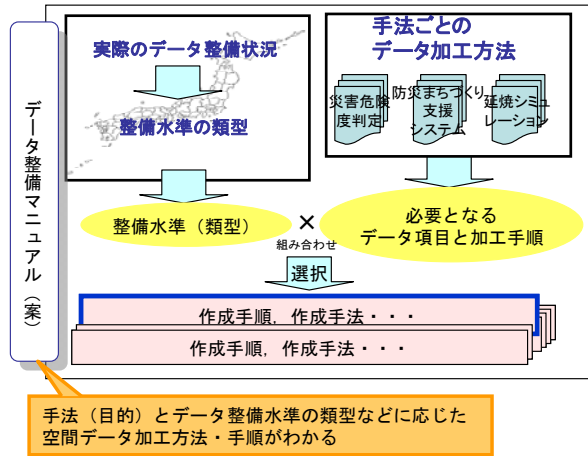 データ整備マニュアル（案）
実際のデータ整備状況
整備水準の類型
手法ごとの
データ加工方法
災害危険
度判定
防災まちづくり
支援
システム
延焼シミュ
レーション
整備水準（類型）
×
組み合わせ
必要となる
データ項目と加工手順
選択
作成手順，作成手法・・・
作成手順，作成手法・・・
手法（目的）とデータ整備水準の類型などに応じた
空間データ加工方法・手順がわかる